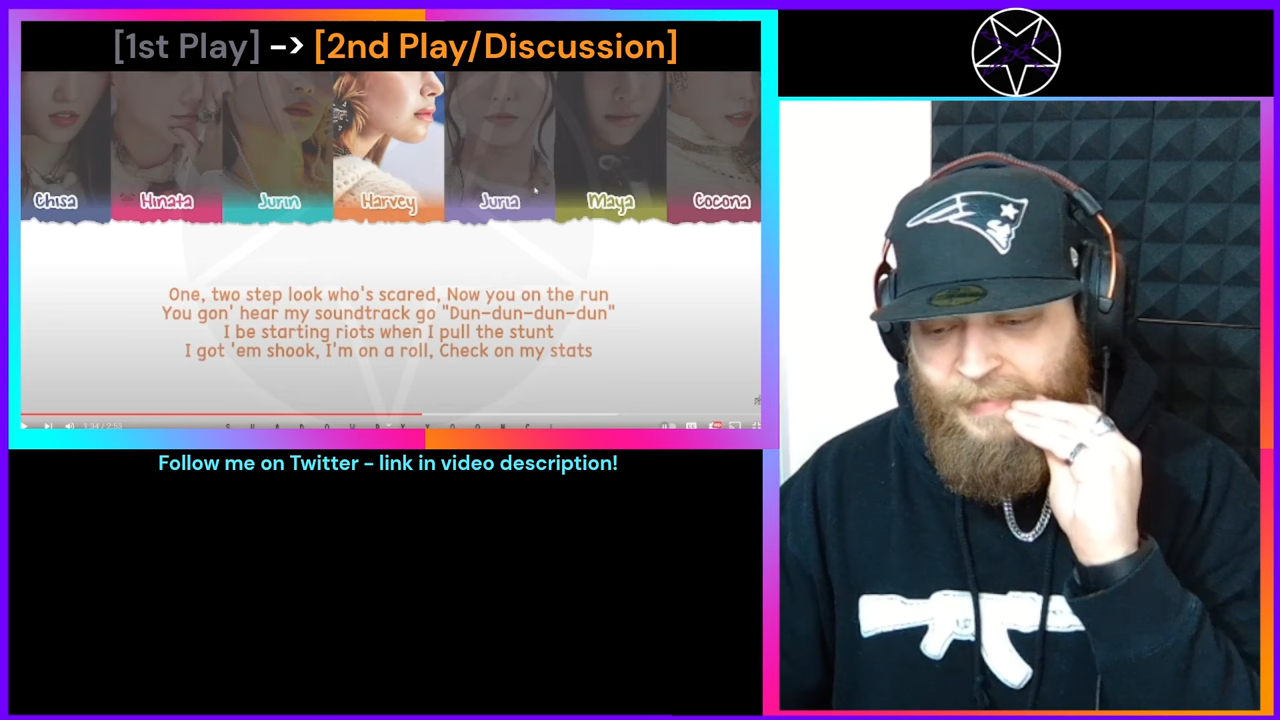 [1st Play] -> [2nd Play/Discussion]
Chisa Hinata Jurin Harvey Juria Maya Cocona
One, two step look who's scared, Now you on the run
You gon' hear my soundtrack go "Dun-dun-dun-dun"
I be starting riots when I pull the stunt
I got 'em shook, I'm on a roll, Check on my stats
Follow me on Twitter - link in video description!